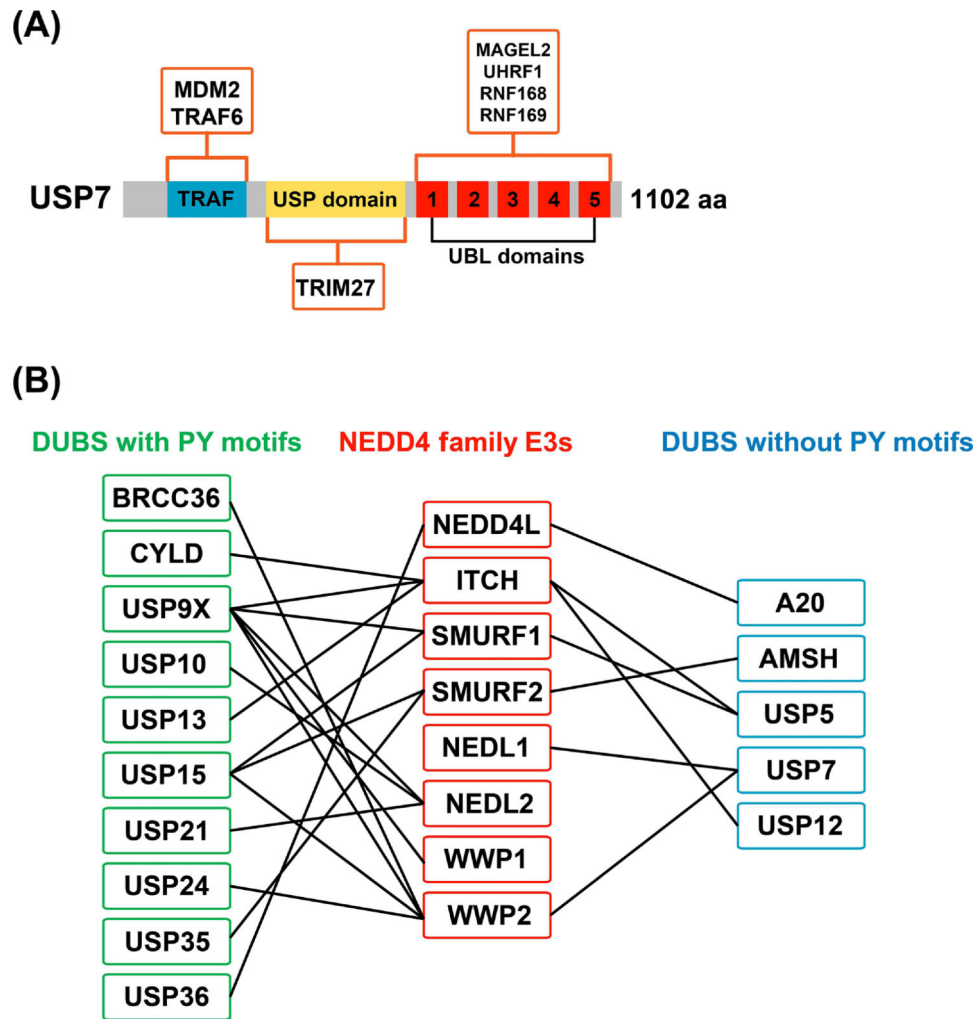 (A)
MDM2
TRAF6
MAGEL2
UHRF1
RNF168
RNF169
USP7
TRAF
USP domain
1 2 3 4 5
1102 aa
UBL domains
TRIM27
(B)
DUBS with PY motifs
BRCC36
CYLD
USP9X
USP10
USP13
USP15
USP21
USP24
USP35
USP36
NEDD4 family E3s
NEDD4L
ITCH
SMURF1
SMURF2
NEDL1
NEDL2
WWP1
WWP2
DUBS without PY motifs
A20
AMSH
USP5
USP7
USP12